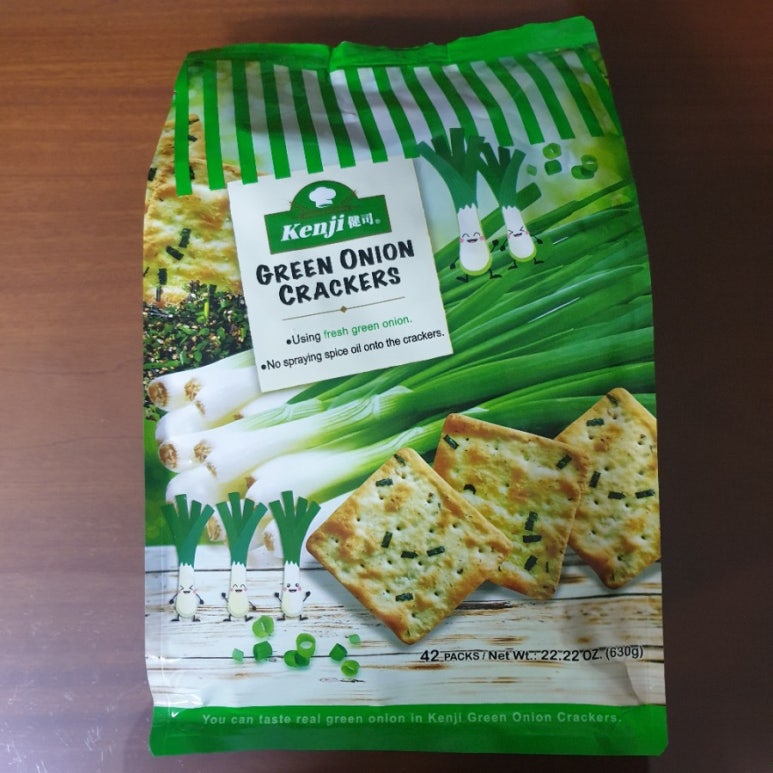 Kenji 健司®
GREEN ONION
CRACKERS
•Using fresh green onion.
•No spraying spice oil onto the crackers.
42 PACKS / Net Wt.: 22.22 OZ. (630g)
You can taste real green onion in Kenji Green Onion Crackers.